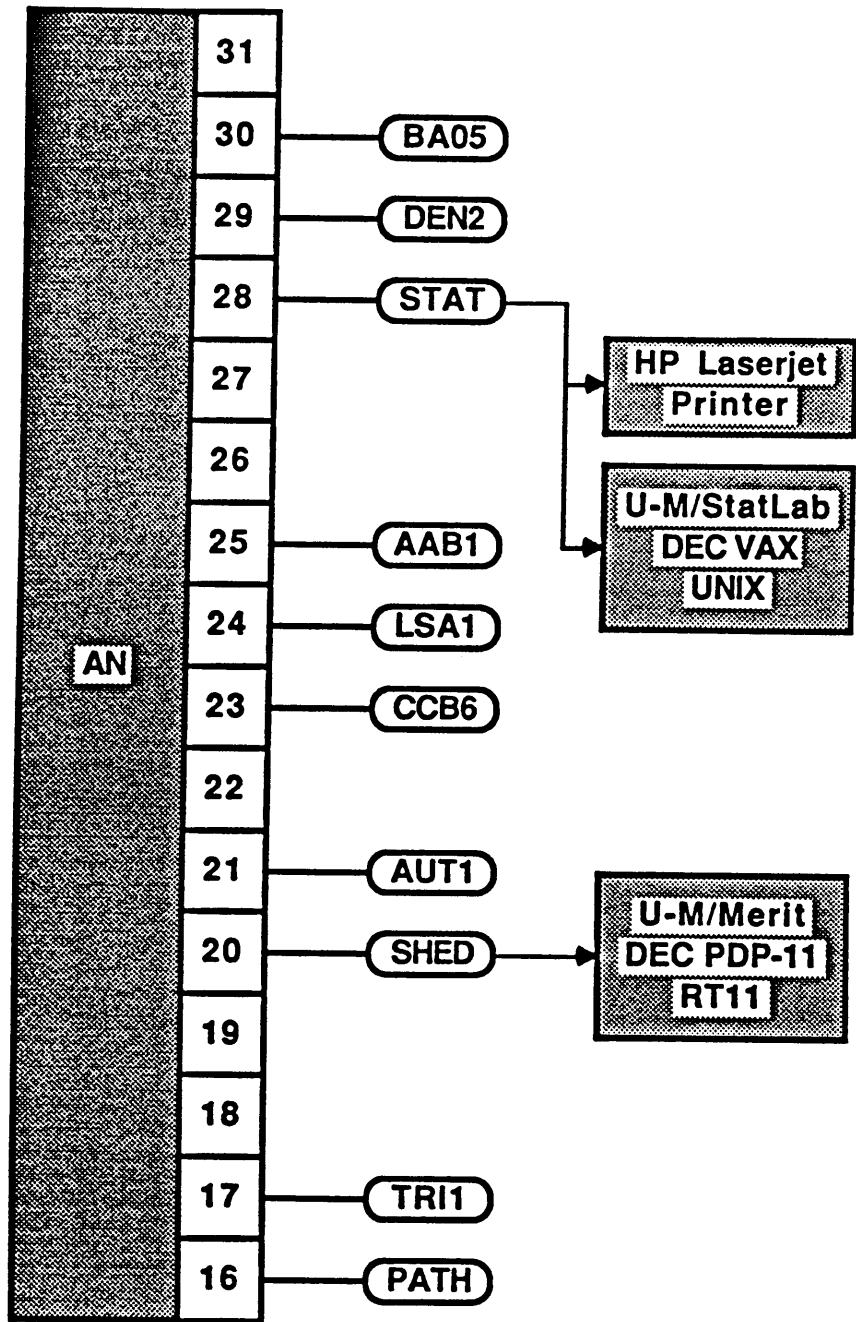 31
30 BA05
29 DEN2
28 STAT
HP Laserjet
Printer
27
26
U-M/StatLab
DEC VAX
UNIX
25 AAB1
24 LSA1
AN
23 CCB6
22
21 AUT1
20 SHED
U-M/Merit
DEC PDP-11
RT11
19
18
17 TRI1
16 PATH